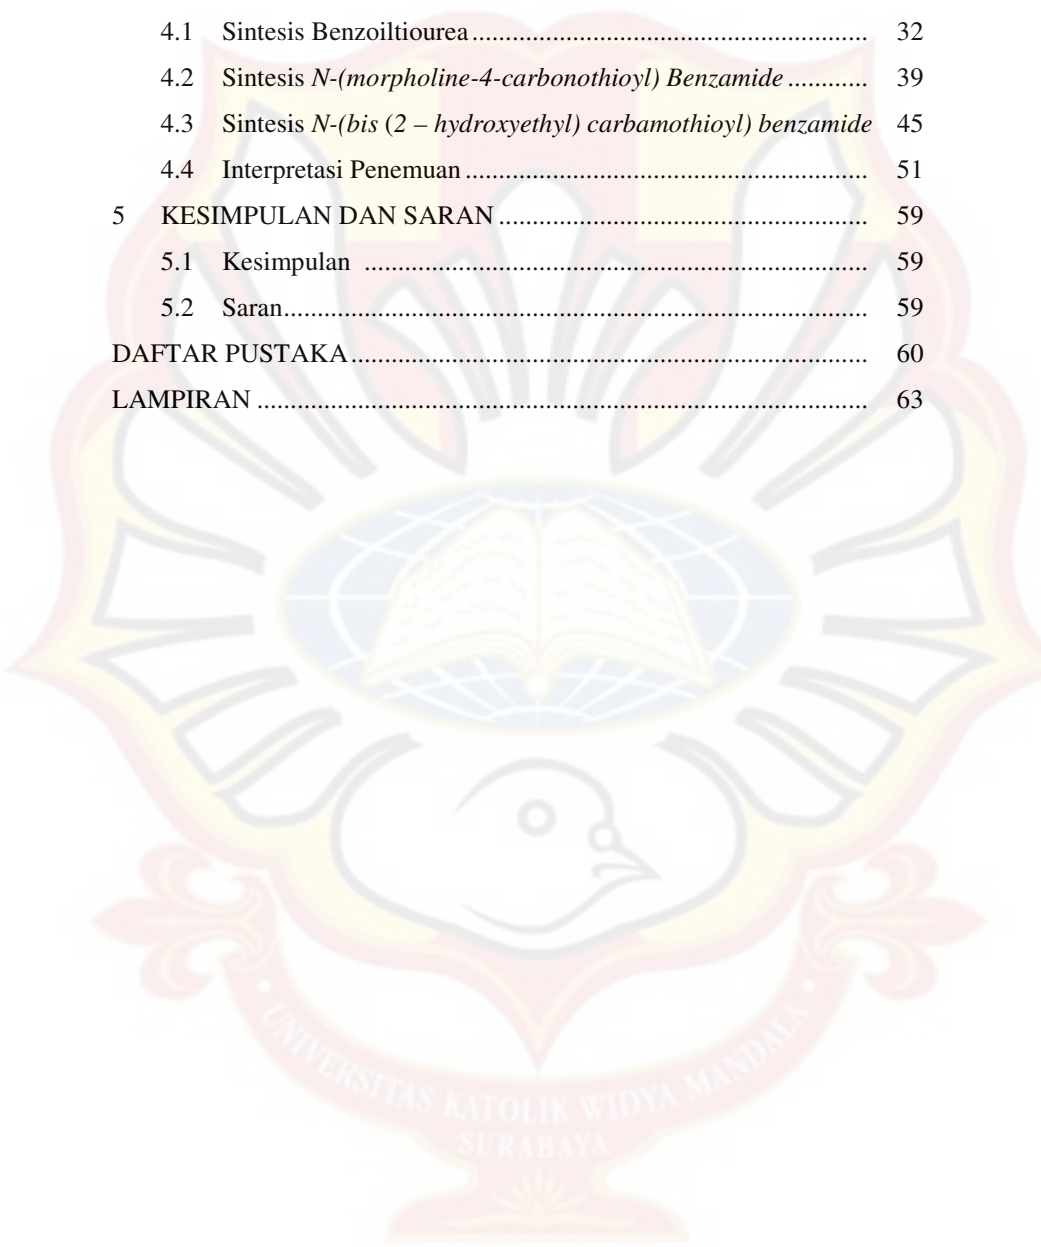 4.1 Sintesis Benzoiltiourea.......................................................... 32
4.2 Sintesis N-(morpholine-4-carbonothioyl) Benzamide............ 39
4.3 Sintesis N-(bis (2 – hydroxyethyl) carbamothioyl) benzamide 45
4.4 Interpretasi Penemuan........................................................... 51
5 KESIMPULAN DAN SARAN...................................................... 59
5.1 Kesimpulan .......................................................................... 59
5.2 Saran...................................................................................... 59
DAFTAR PUSTAKA............................................................................ 60
LAMPIRAN .......................................................................................... 63
• UNIVERSITAS KATOLIK WIDYA MANDALA •
SURABAYA